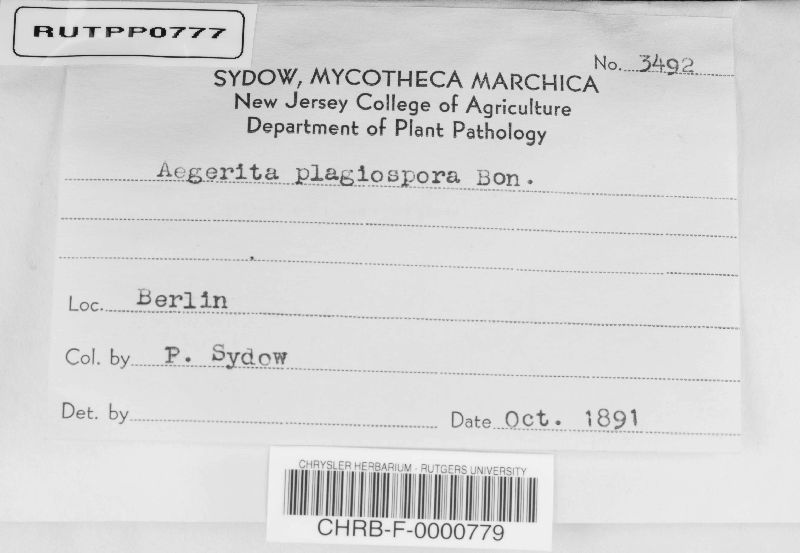 RUTPP0777
No. 3492
SYDOW, MYCOTHECA MARCHICA
New Jersey College of Agriculture
Department of Plant Pathology
Aegerita plagiospora Bon.
Loc. Berlin
Col. by P. Sydow
Det. by
Date Oct. 1891
CHRYSLER HERBARIUM - RUTGERS UNIVERSITY
CHRB-F-0000779